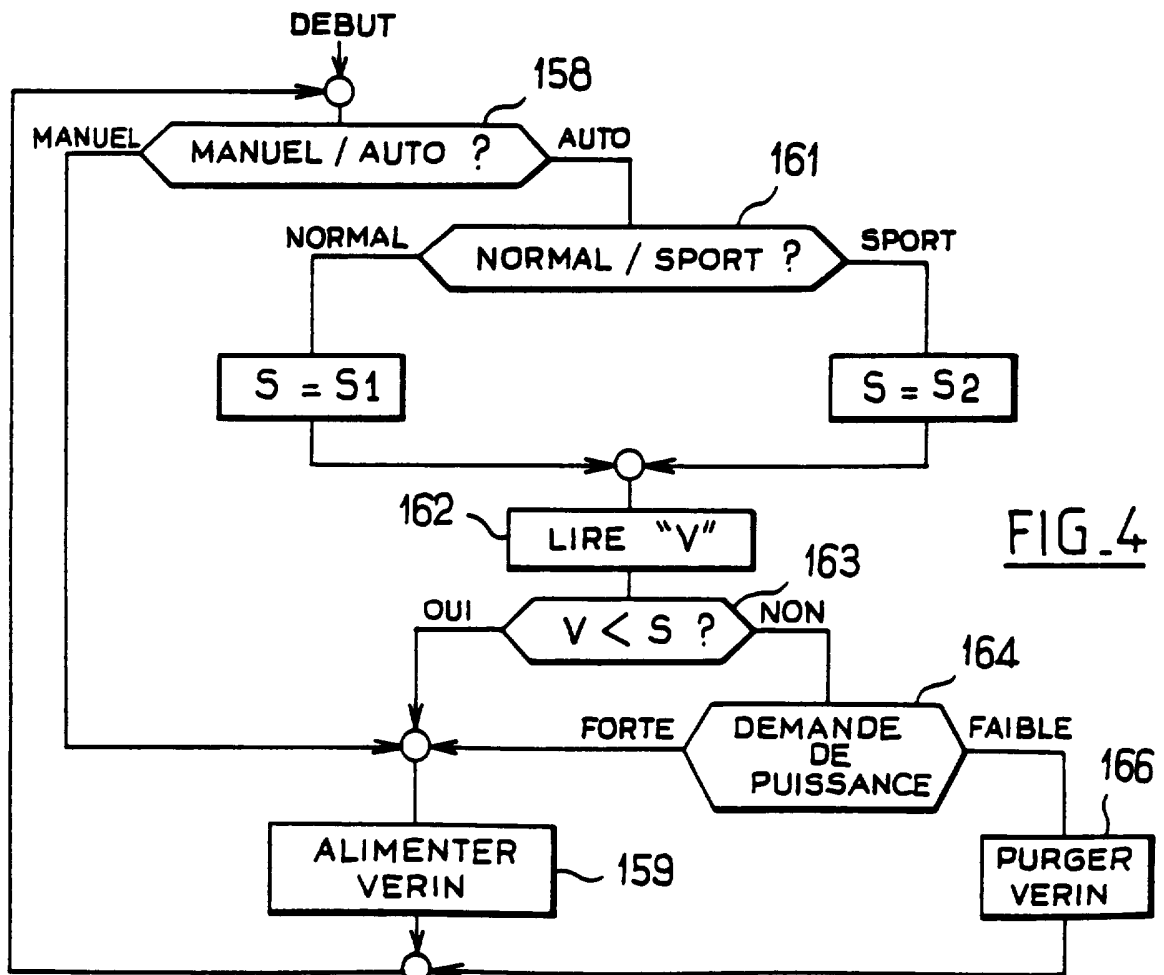 DEBUT
158
MANUEL
MANUEL / AUTO ?
AUTO
161
NORMAL
NORMAL / SPORT ?
SPORT
S = S1
S = S2
162
LIRE "V"
FIG_4
163
OUI
V < S ?
NON
164
FORTE
DEMANDE
DE
PUISSANCE
FAIBLE
166
ALIMENTER
VERIN
159
PURGER
VERIN